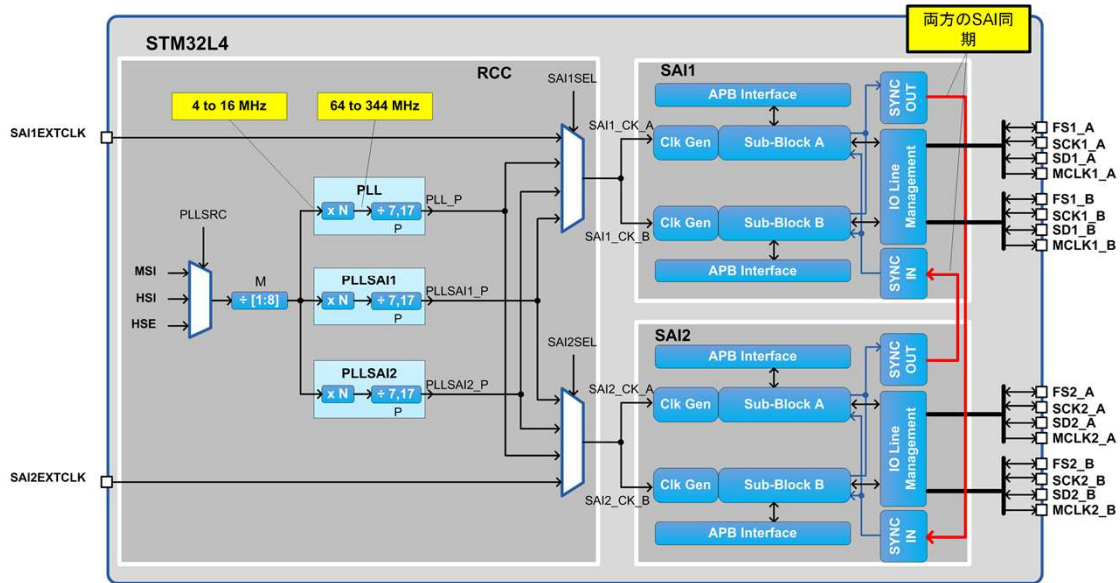 両方のSAI同
期
STM32L4
RCC
SAI1SEL
SAI1
4 to 16 MHz
64 to 344 MHz
APB Interface
SYNC
OUT
SAI1EXTCLK
SAI1_CK_A
Clk Gen
Sub-Block A
FS1_A
SCK1_A
SD1_A
MCLK1_A
PLL
x N
÷ 7,17
P
PLL_P
IO Line
Management
PLLSRC
SAI1_CK_B
Clk Gen
Sub-Block B
FS1_B
SCK1_B
SD1_B
MCLK1_B
APB Interface
SYNC
IN
MSI
HSI
HSE
M
÷ [1:8]
PLLSAI1
x N
÷ 7,17
P
PLLSAI1_P
SAI2SEL
SAI2
APB Interface
SYNC
OUT
PLLSAI2
x N
÷ 7,17
P
PLLSAI2_P
SAI2_CK_A
Clk Gen
Sub-Block A
FS2_A
SCK2_A
SD2_A
MCLK2_A
IO Line
Management
SAI2EXTCLK
SAI2_CK_B
Clk Gen
Sub-Block B
FS2_B
SCK2_B
SD2_B
MCLK2_B
APB Interface
SYNC
IN